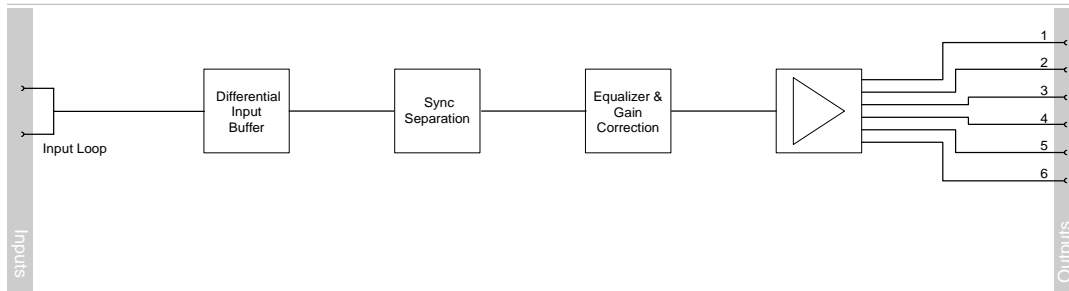 Inputs
Input Loop
Differential
Input
Buffer
Sync
Separation
Equalizer &
Gain
Correction
1
2
3
4
5
6
Outputs